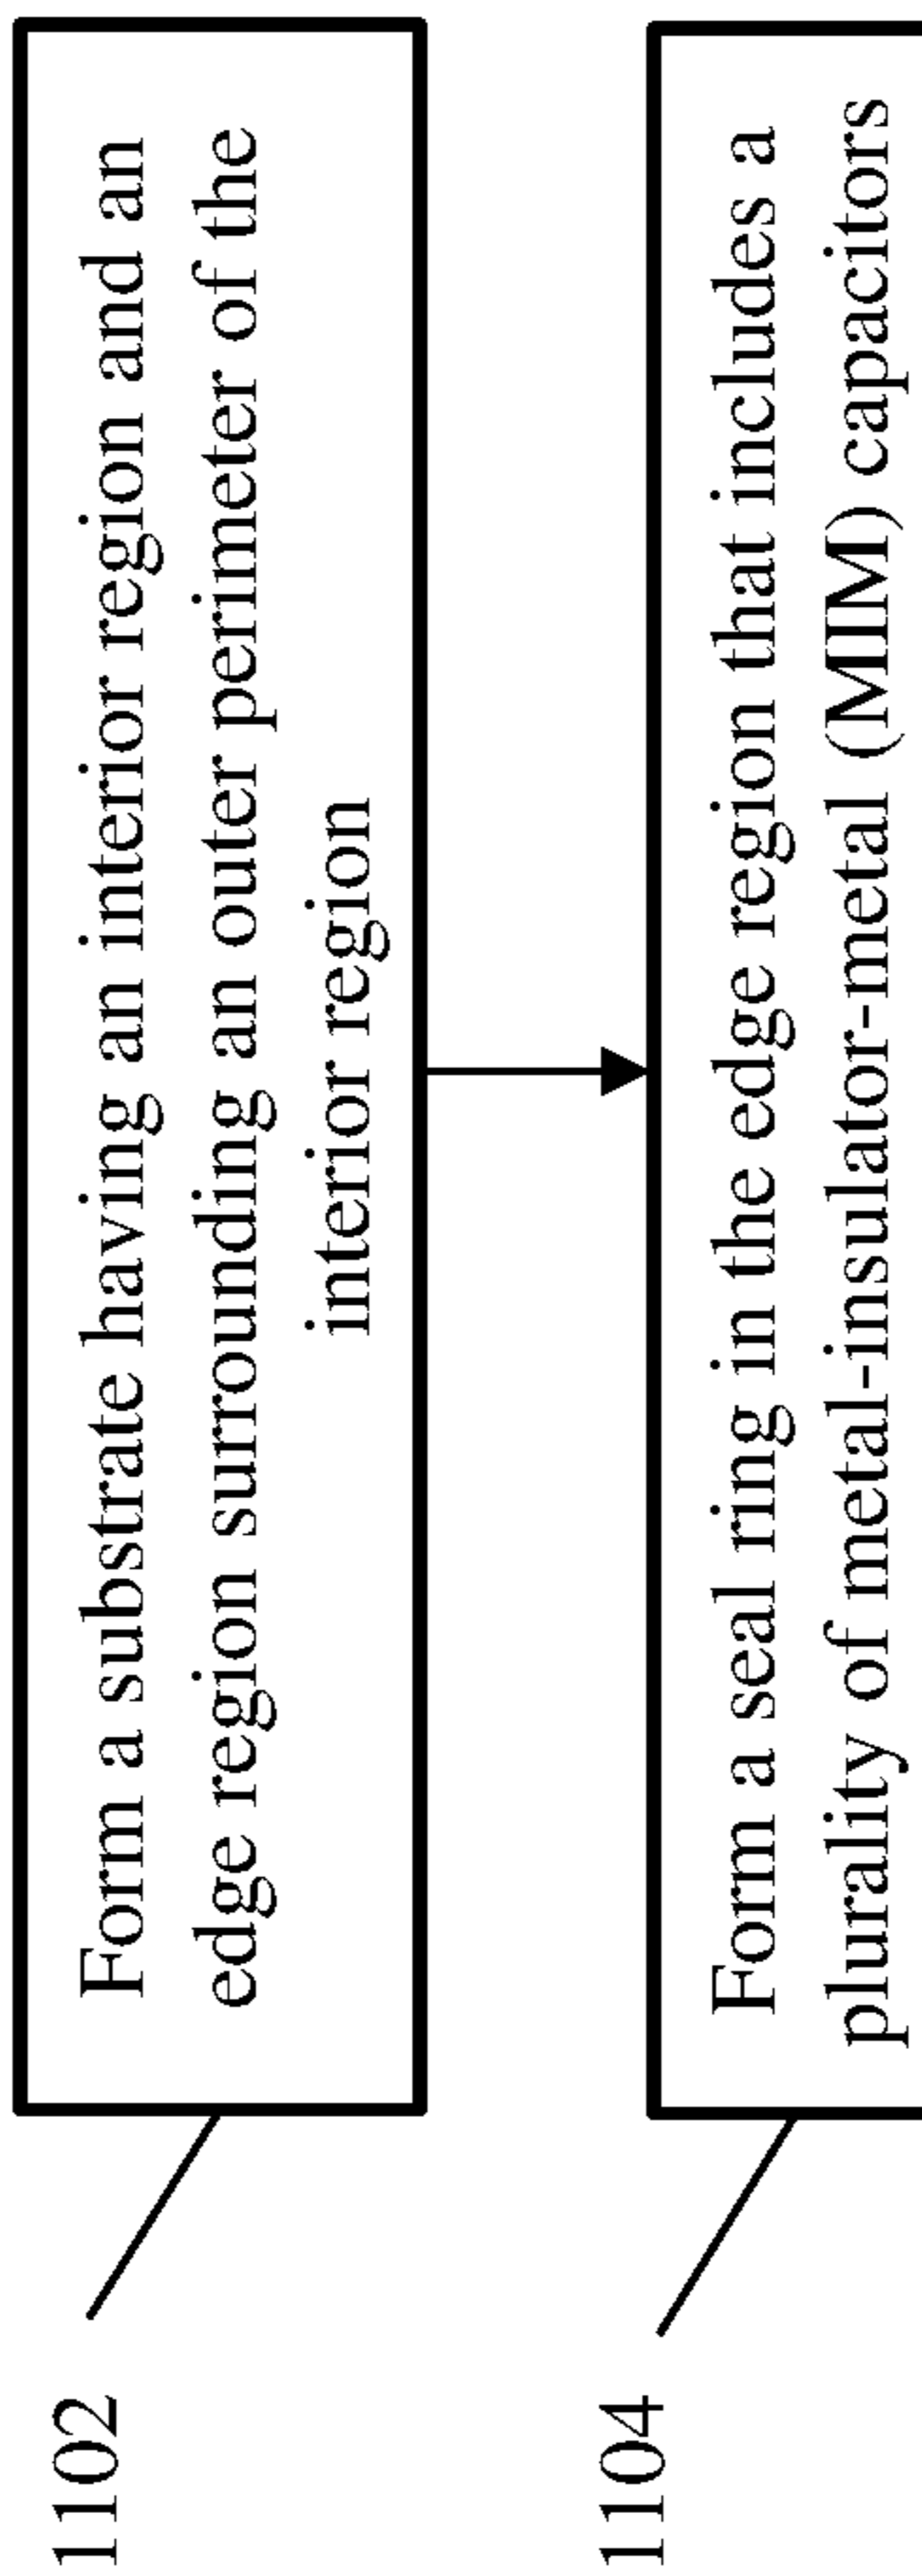 1102
Form a substrate having an interior region and an
edge region surrounding an outer perimeter of the
interior region
1104
Form a seal ring in the edge region that includes a
plurality of metal-insulator-metal (MIM) capacitors